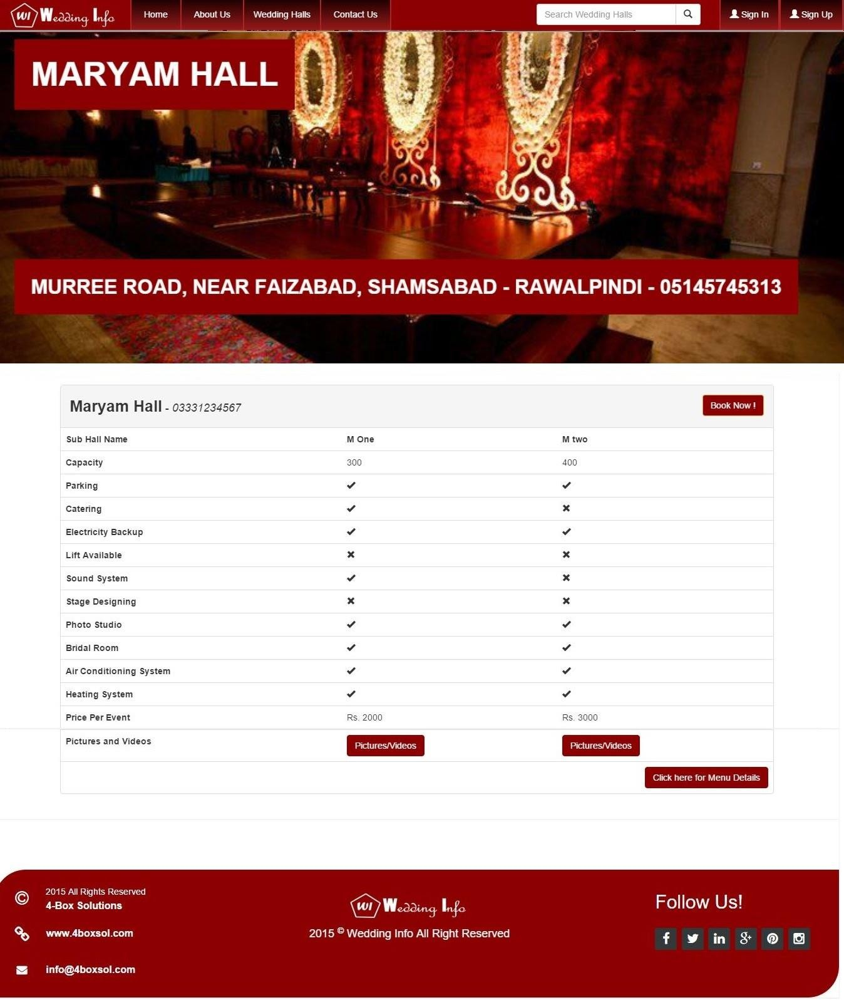 WI Wedding Info Home About Us Wedding Halls Contact Us Search Wedding Halls Sign In Sign Up
MARYAM HALL
MURREE ROAD, NEAR FAIZABAD, SHAMSABAD - RAWALPINDI - 05145745313
Maryam Hall - 03331234567 Book Now !
Sub Hall Name M One M two
Capacity 300 400
Parking ✔ ✔
Catering ✔ ✖
Electricity Backup ✔ ✔
Lift Available ✖ ✖
Sound System ✔ ✖
Stage Designing ✖ ✖
Photo Studio ✔ ✔
Bridal Room ✔ ✔
Air Conditioning System ✔ ✔
Heating System ✔ ✔
Price Per Event Rs. 2000 Rs. 3000
Pictures and Videos Pictures/Videos Pictures/Videos
Click here for Menu Details
© 2015 All Rights Reserved
4-Box Solutions
www.4boxsol.com
info@4boxsol.com
WI Wedding Info
2015 © Wedding Info All Right Reserved
Follow Us!